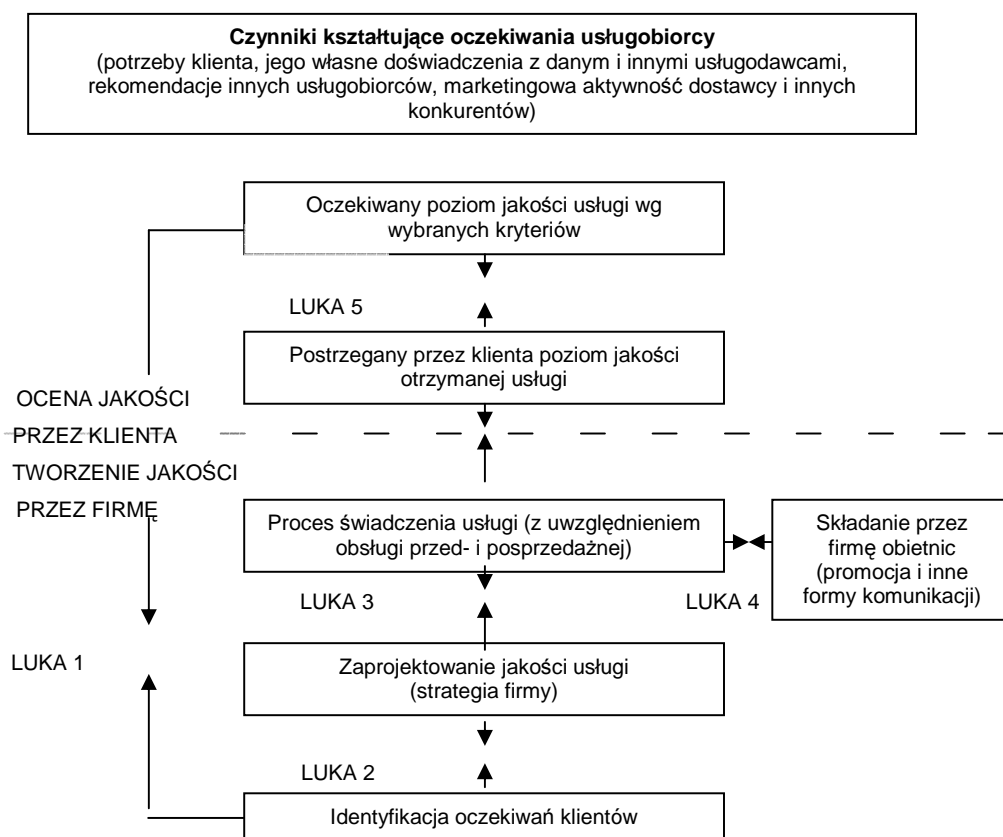 Czynniki kształtujące oczekiwania usługobiorcy
(potrzeby klienta, jego własne doświadczenia z danym i innymi usługodawcami,
rekomendacje innych usługobiorców, marketingowa aktywność dostawcy i innych
konkurentów)
Oczekiwany poziom jakości usługi wg
wybranych kryteriów
LUKA 5
Postrzegany przez klienta poziom jakości
otrzymanej usługi
OCENA JAKOŚCI
PRZEZ KLIENTA
TWORZENIE JAKOŚCI
PRZEZ FIRMĘ
Proces świadczenia usługi (z uwzględnieniem
obsługi przed- i posprzedażnej)
Składanie przez
firmę obietnic
(promocja i inne
formy komunikacji)
LUKA 3
LUKA 4
LUKA 1
Zaprojektowanie jakości usługi
(strategia firmy)
LUKA 2
Identyfikacja oczekiwań klientów